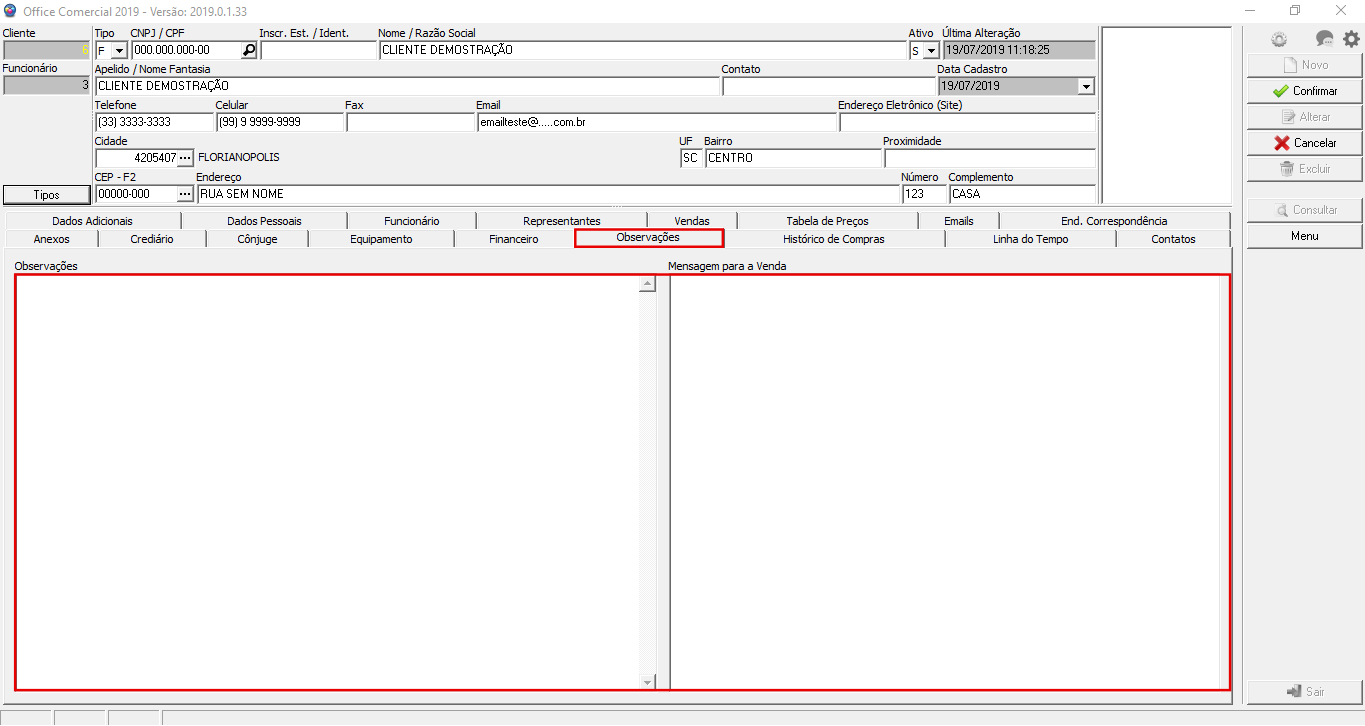 Office Comercial 2019 - Versão: 2019.0.1.33
Cliente Tipo CNPJ / CPF Inscr. Est. / Ident. Nome / Razão Social Ativo Última Alteração
6 F 000.000.000-00 CLIENTE DEMOSTRAÇÃO S 19/07/2019 11:18:25
Funcionário Apelido / Nome Fantasia Contato Data Cadastro
3 CLIENTE DEMOSTRAÇÃO 19/07/2019
Telefone Celular Fax Email Endereço Eletrônico (Site)
(33) 3333-3333 (99) 9 9999-9999 emailteste@.....com.br
Cidade UF Bairro Proximidade
4205407 ... FLORIANOPOLIS SC CENTRO
CEP - F2 Endereço Número Complemento
Tipos 00000-000 ... RUA SEM NOME 123 CASA
Dados Adicionais Dados Pessoais Funcionário Representantes Vendas Tabela de Preços Emails End. Correspondência
Anexos Crediário Cônjuge Equipamento Financeiro Observações Histórico de Compras Linha do Tempo Contatos
Observações Mensagem para a Venda
Novo
Confirmar
Alterar
Cancelar
Excluir
Consultar
Menu
Sair